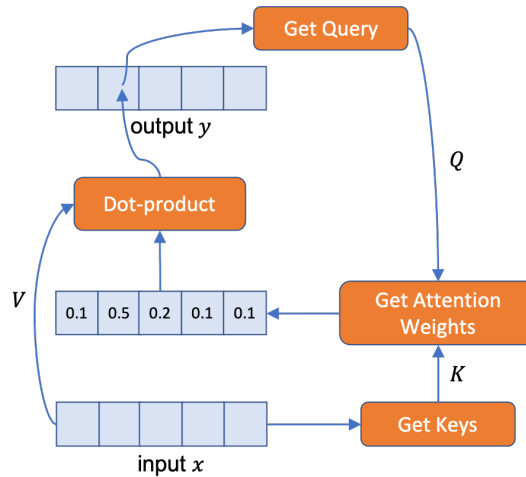 Get Query
output y
Q
Dot-product
V
0.1 0.5 0.2 0.1 0.1
Get Attention
Weights
K
Get Keys
input x